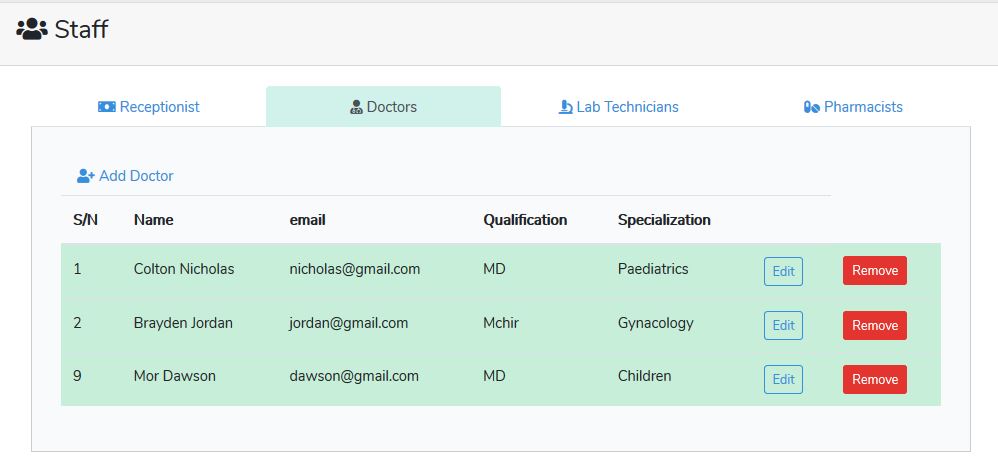 Staff
Receptionist Doctors Lab Technicians Pharmacists
Add Doctor
S/N Name email Qualification Specialization
1 Colton Nicholas nicholas@gmail.com MD Paediatrics Edit Remove
2 Brayden Jordan jordan@gmail.com Mchir Gynacology Edit Remove
9 Mor Dawson dawson@gmail.com MD Children Edit Remove